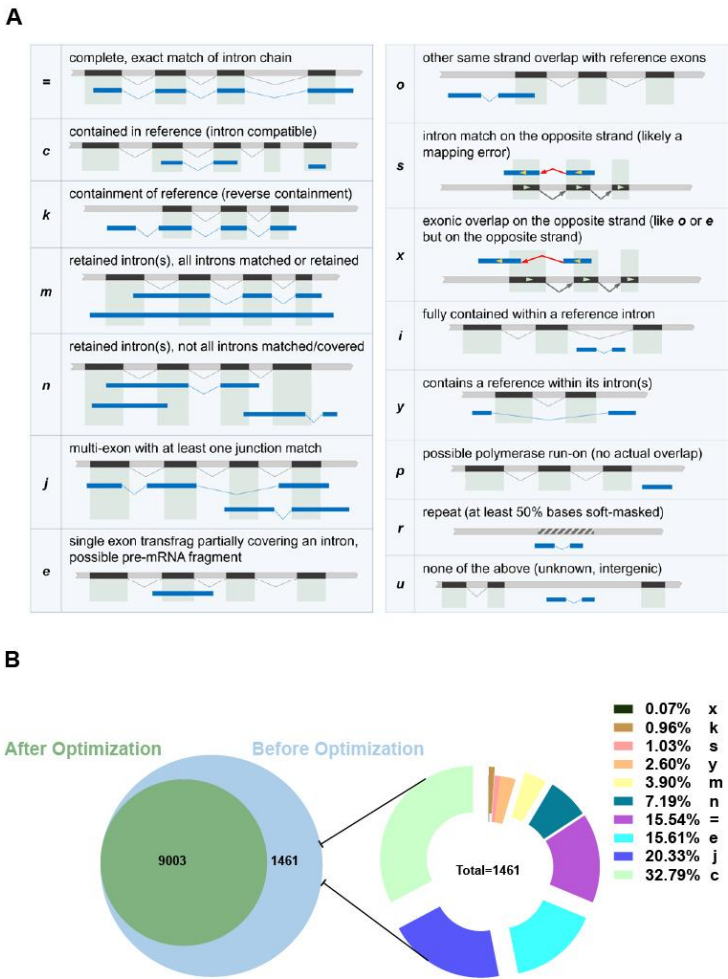 A
=
complete, exact match of intron chain
c
contained in reference (intron compatible)
k
containment of reference (reverse containment)
m
retained intron(s), all introns matched or retained
n
retained intron(s), not all introns matched/covered
j
multi-exon with at least one junction match
e
single exon transfrag partially covering an intron,
possible pre-mRNA fragment
o
other same strand overlap with reference exons
s
intron match on the opposite strand (likely a
mapping error)
x
exonic overlap on the opposite strand (like o or e
but on the opposite strand)
i
fully contained within a reference intron
y
contains a reference within its intron(s)
p
possible polymerase run-on (no actual overlap)
r
repeat (at least 50% bases soft-masked)
u
none of the above (unknown, intergenic)
B
After Optimization
Before Optimization
9003
1461
Total=1461
0.07% x
0.96% k
1.03% s
2.60% y
3.90% m
7.19% n
15.54% =
15.61% e
20.33% j
32.79% c